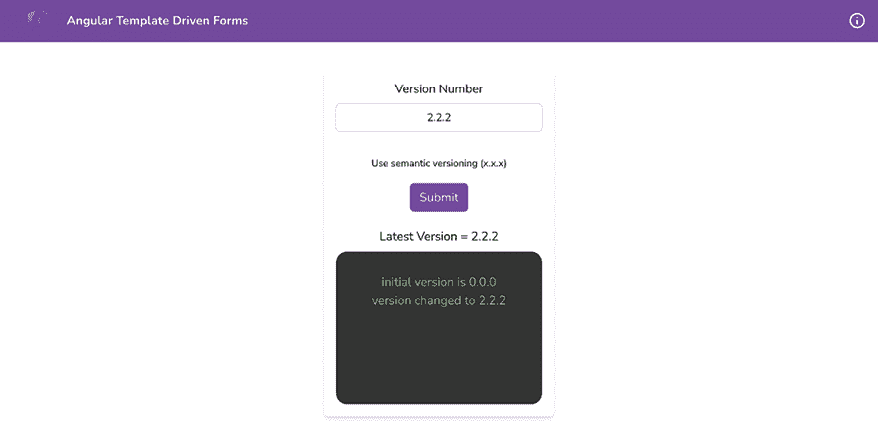 Angular Template Driven Forms
Version Number
2.2.2
Use semantic versioning (x.x.x)
Submit
Latest Version = 2.2.2
initial version is 0.0.0
version changed to 2.2.2